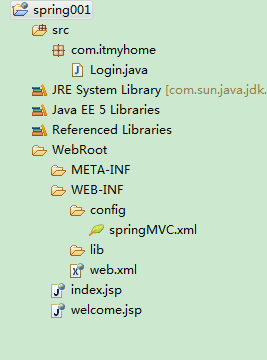 spring001
src
com.itmyhome
Login.java
JRE System Library [com.sun.java.jdk.
Java EE 5 Libraries
Referenced Libraries
WebRoot
META-INF
WEB-INF
config
springMVC.xml
lib
web.xml
index.jsp
welcome.jsp